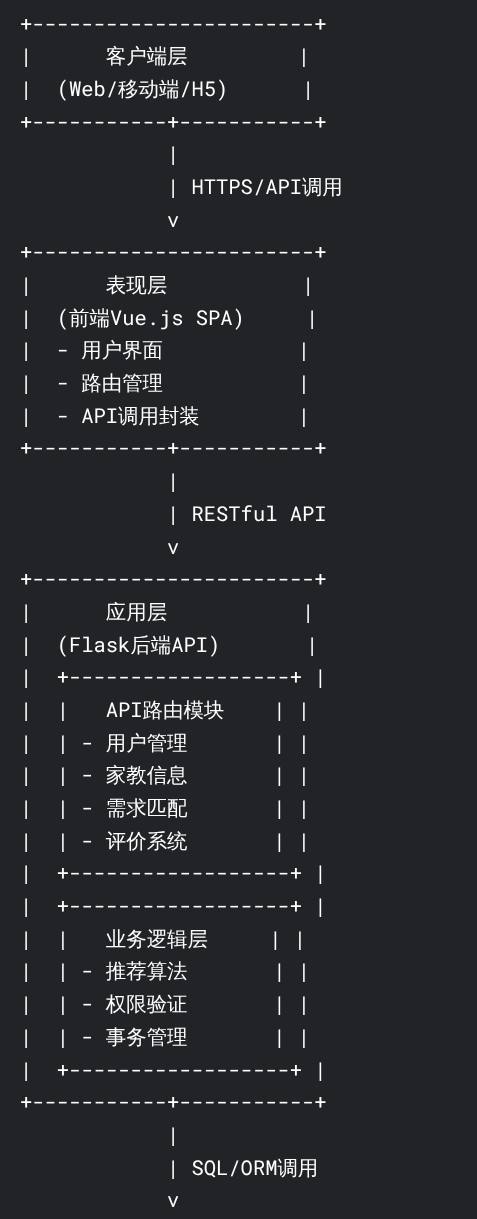 +-----------------------+
|      客户端层         |
|  (Web/移动端/H5)      |
+-----------+-----------+
            |
            | HTTPS/API调用
            v
+-----------------------+
|      表现层           |
|  (前端Vue.js SPA)     |
|  - 用户界面           |
|  - 路由管理           |
|  - API调用封装        |
+-----------+-----------+
            |
            | RESTful API
            v
+-----------------------+
|      应用层           |
|  (Flask后端API)       |
|  +------------------+ |
|  |   API路由模块    | |
|  | - 用户管理       | |
|  | - 家教信息       | |
|  | - 需求匹配       | |
|  | - 评价系统       | |
|  +------------------+ |
|  +------------------+ |
|  |   业务逻辑层     | |
|  | - 推荐算法       | |
|  | - 权限验证       | |
|  | - 事务管理       | |
|  +------------------+ |
+-----------+-----------+
            |
            | SQL/ORM调用
            v